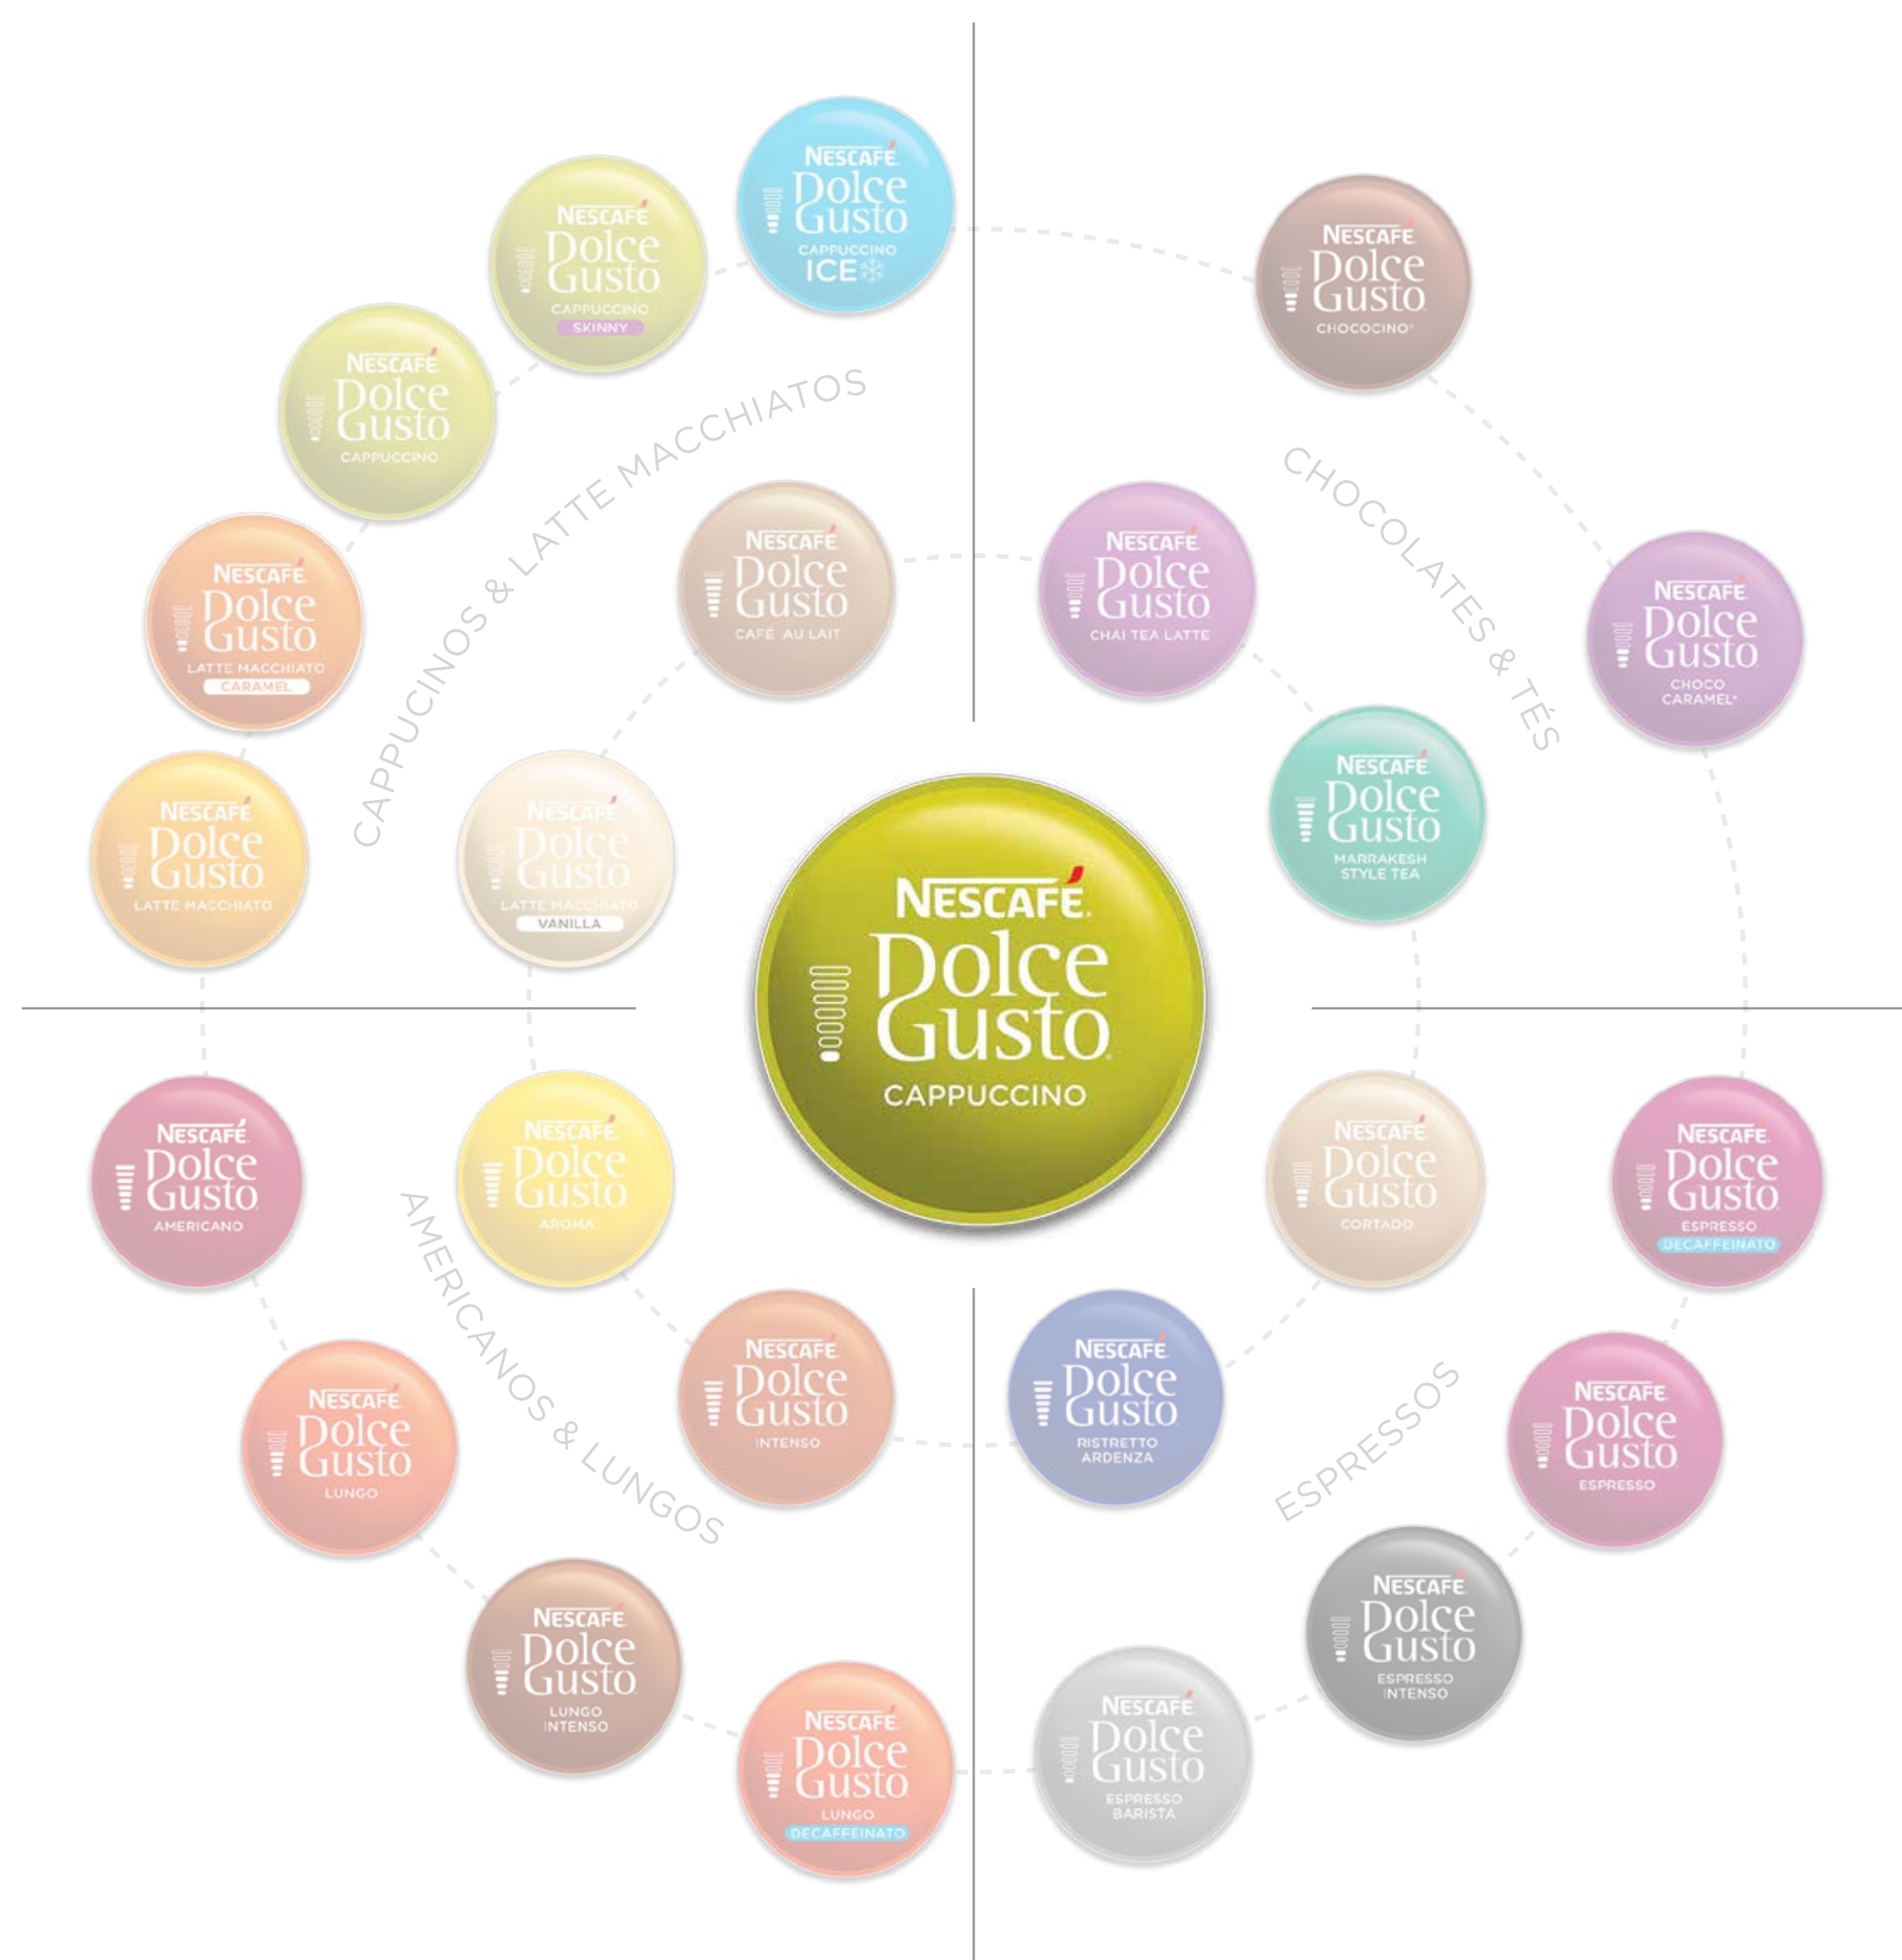 NESCAFÉ
Dolce
Gusto
CAPPUCCINO
ICE
NESCAFÉ
Dolce
Gusto
CAPPUCCINO
SKINNY
NESCAFÉ
Dolce
Gusto
CAPPUCCINO
NESCAFÉ
Dolce
Gusto
LATTE MACCHIATO
CARAMEL
NESCAFÉ
Dolce
Gusto
LATTE MACCHIATO
CAPPUCINOS & LATTE MACCHIATOS
NESCAFÉ
Dolce
Gusto
CAFÉ AU LAIT
NESCAFÉ
Dolce
Gusto
LATTE MACCHIATO
VANILLA
NESCAFÉ
Dolce
Gusto
CHOCOCINO*
NESCAFÉ
Dolce
Gusto
CHOCO
CARAMEL*
CHOCOLATES & TÉS
NESCAFÉ
Dolce
Gusto
CHAI TEA LATTE
NESCAFÉ
Dolce
Gusto
MARRAKESH
STYLE TEA
NESCAFÉ
Dolce
Gusto
CAPPUCCINO
NESCAFÉ
Dolce
Gusto
AMERICANO
NESCAFÉ
Dolce
Gusto
AROMA
AMERICANOS & LUNGOS
NESCAFÉ
Dolce
Gusto
INTENSO
NESCAFÉ
Dolce
Gusto
LUNGO
NESCAFÉ
Dolce
Gusto
LUNGO
INTENSO
NESCAFÉ
Dolce
Gusto
LUNGO
DECAFFEINATO
NESCAFÉ
Dolce
Gusto
CORTADO
NESCAFÉ
Dolce
Gusto
ESPRESSO
DECAFFEINATO
NESCAFÉ
Dolce
Gusto
RISTRETTO
ARDENZA
ESPRESSOS
NESCAFÉ
Dolce
Gusto
ESPRESSO
NESCAFÉ
Dolce
Gusto
ESPRESSO
INTENSO
NESCAFÉ
Dolce
Gusto
ESPRESSO
BARISTA